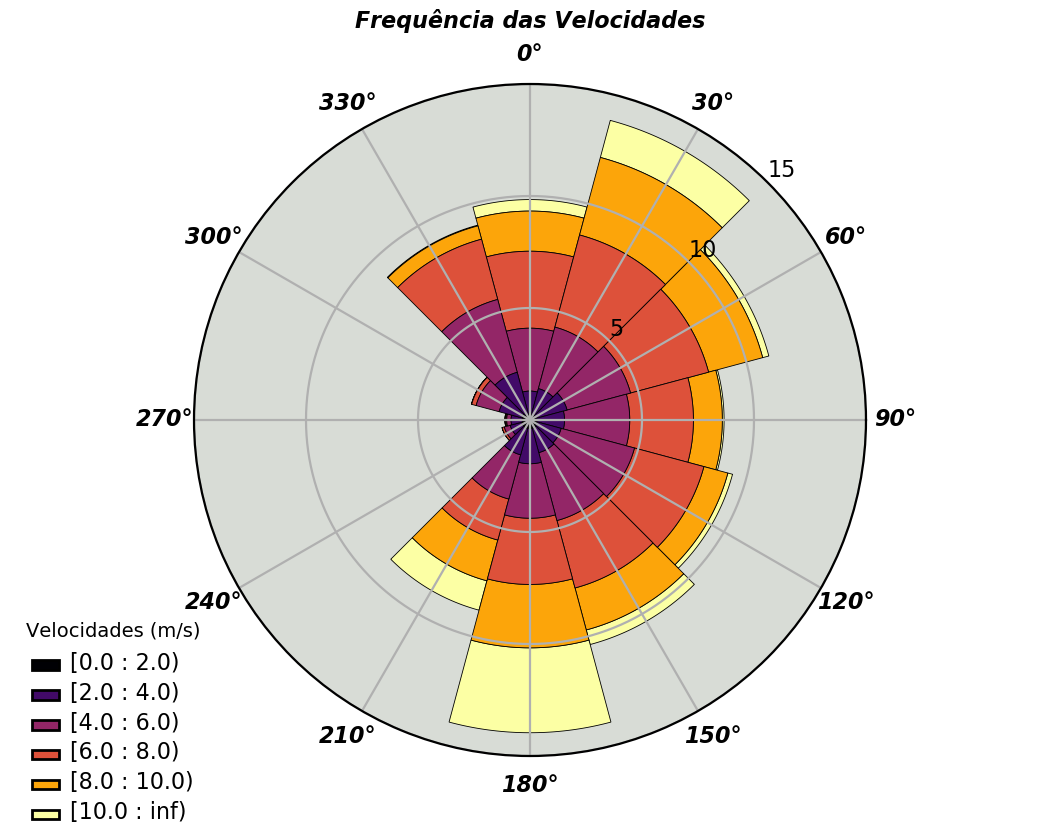 Frequência das Velocidades
0°
330°
30°
15
300°
60°
10
5
270°
90°
240°
120°
210°
150°
180°
Velocidades (m/s)
[0.0 : 2.0)
[2.0 : 4.0)
[4.0 : 6.0)
[6.0 : 8.0)
[8.0 : 10.0)
[10.0 : inf)